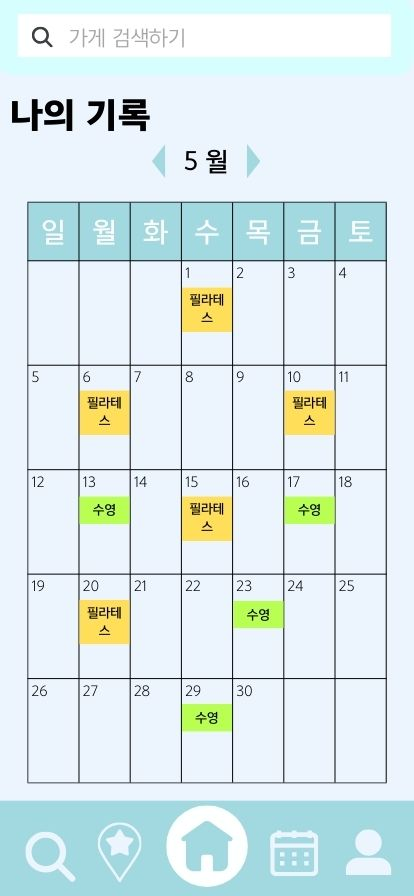 가게 검색하기
나의 기록
5 월
일 월 화 수 목 금 토
1 2 3 4
필라테
스
5 6 7 8 9 10 11
필라테 필라테
스 스
12 13 14 15 16 17 18
수영 필라테 수영
스
19 20 21 22 23 24 25
필라테 수영
스
26 27 28 29 30
수영